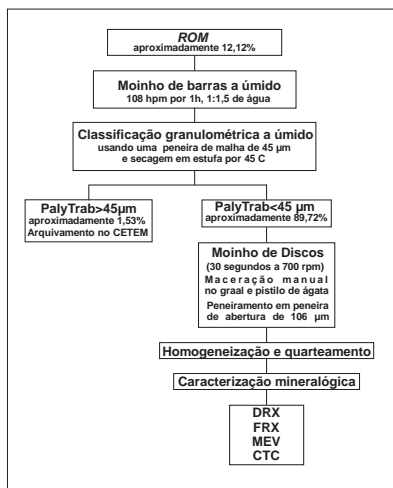 ROM
aproximadamente 12,12%
Moinho de barras a úmido
108 hpm por 1h, 1:1,5 de água
Classificação granulométrica a úmido
usando uma peneira de malha de 45 µm
e secagem em estufa por 45 C
PalyTrab>45µm
aproximadamente 1,53%
Arquivamento no CETEM
PalyTrab<45 µm
aproximadamente 89,72%
Moinho de Discos
(30 segundos a 700 rpm)
Maceração manual
no graal e pistilo de ágata
Peneiramento em peneira
de abertura de 106 µm
Homogeneização e quarteamento
Caracterização mineralógica
DRX
FRX
MEV
CTC